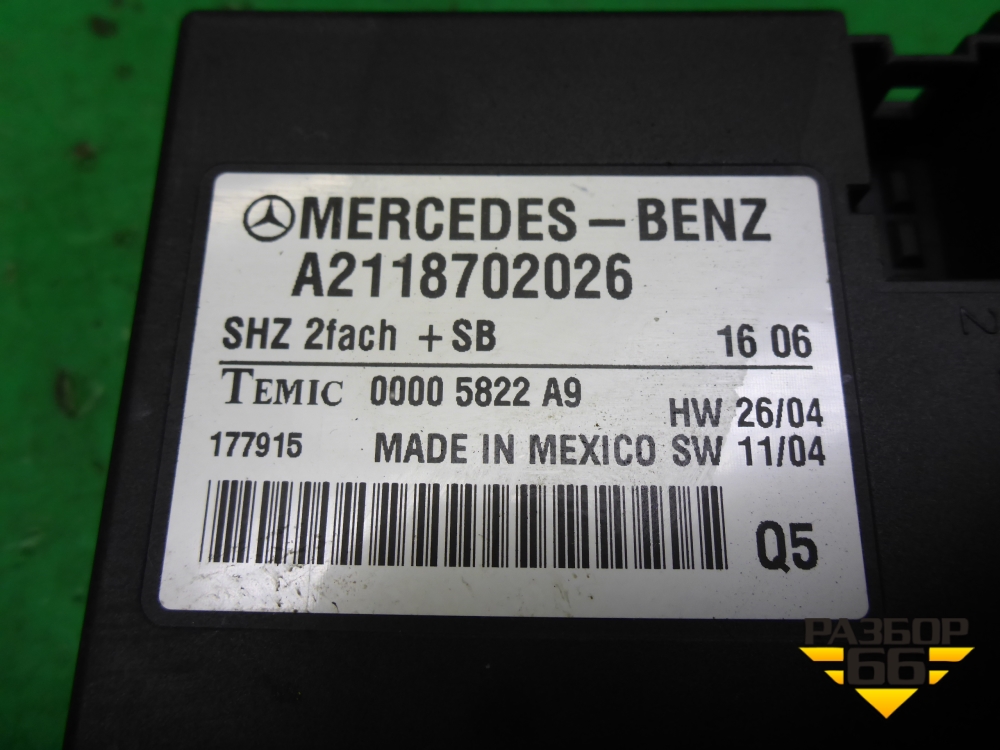 MERCEDES-BENZ
A2118702026
SHZ 2fach + SB 16 06
TEMIC 0000 5822 A9
HW 26/04
177915 MADE IN MEXICO SW 11/04
Q5
2
РАЗБОР
66